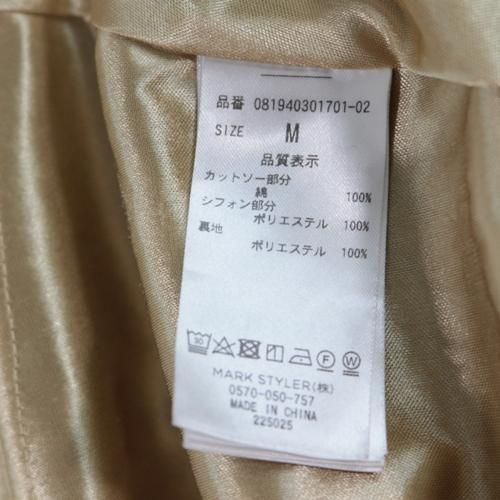 品番 081940301701-02
SIZE M
品質表示
カットソー部分
綿 100%
シフォン部分
ポリエステル 100%
裏地
ポリエステル 100%
30
F W
MARK STYLER(株)
0570-050-757
MADE IN CHINA
225025